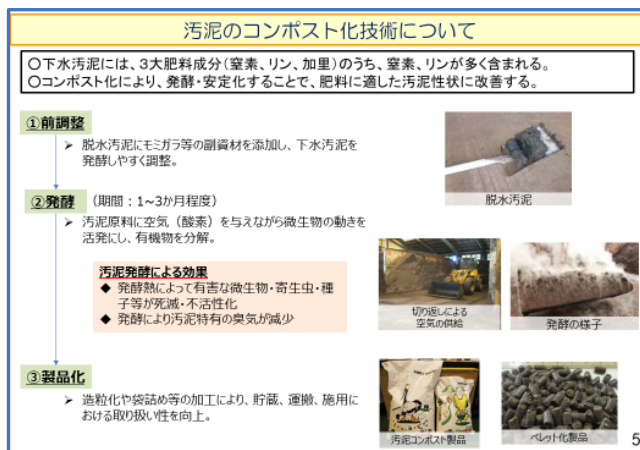 汚泥のコンポスト化技術について
〇下水汚泥には、3大肥料成分（窒素、リン、加里）のうち、窒素、リンが多く含まれる。
〇コンポスト化により、発酵・安定化することで、肥料に適した汚泥性状に改善する。
①前調整
➢ 脱水汚泥にモミガラ等の副資材を添加し、下水汚泥を
発酵しやすく調整。
脱水汚泥
②発酵 （期間：1~3か月程度）
➢ 汚泥原料に空気（酸素）を与えながら微生物の動きを
活発にし、有機物を分解。
汚泥発酵による効果
◆ 発酵熱によって有害な微生物・寄生虫・種
子等が死滅・不活性化
◆ 発酵により汚泥特有の臭気が減少
切り返しによる
空気の供給
発酵の様子
③製品化
➢ 造粒化や袋詰め等の加工により、貯蔵、運搬、施用に
おける取り扱い性を向上。
汚泥コンポスト製品
ペレット化製品
5